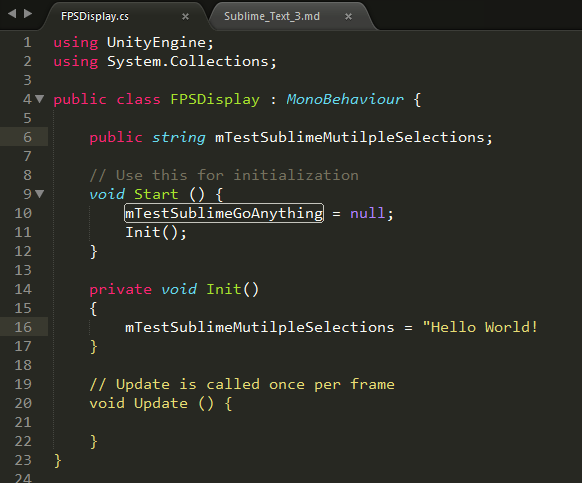 FPSDisplay.cs × Sublime_Text_3.md ×
1 using UnityEngine;
2 using System.Collections;
3
4 public class FPSDisplay : MonoBehaviour {
5
6 public string mTestSublimeMutilpleSelections;
7
8 // Use this for initialization
9 void Start () {
10 mTestSublimeGoAnything = null;
11 Init();
12 }
13
14 private void Init()
15 {
16 mTestSublimeMutilpleSelections = "Hello World!
17 }
18
19 // Update is called once per frame
20 void Update () {
21
22 }
23 }
24